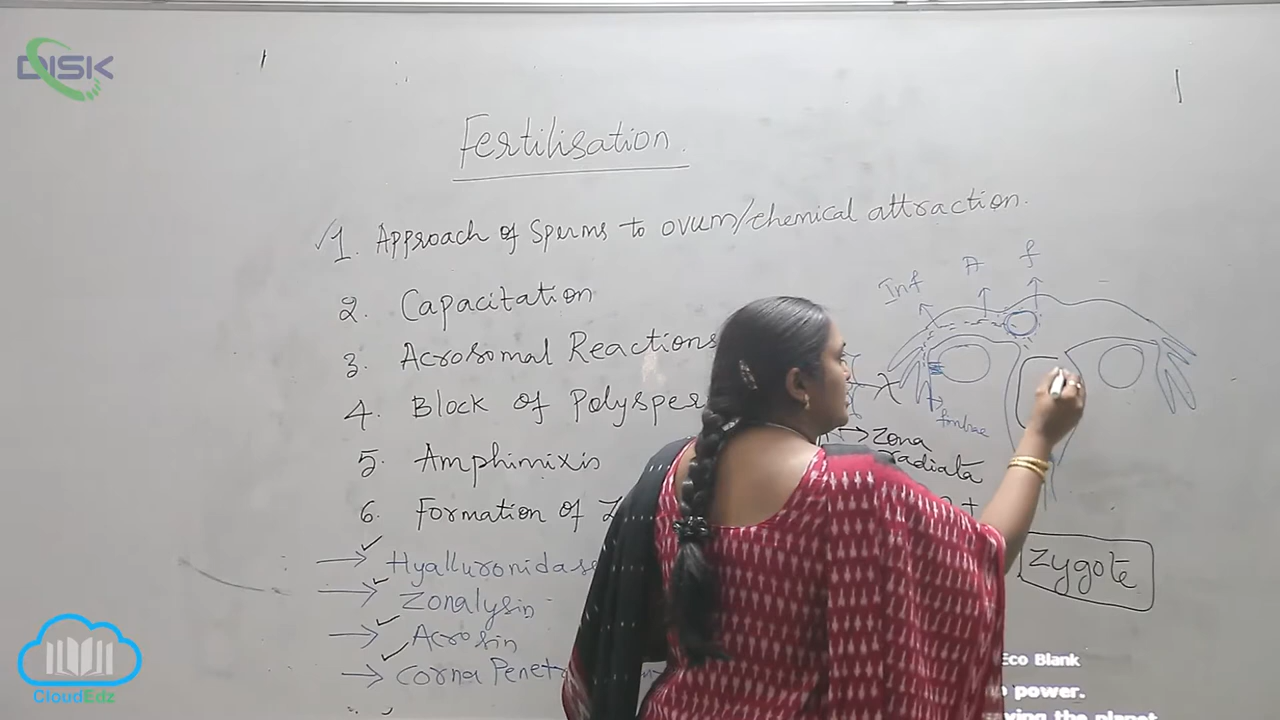 DISK
Fertilisation.
1. Approach of Sperms to ovum/chemical attraction.
2. Capacitation
3. Acrosomal Reactions
4. Block of Polysper
5. Amphimixis
6. Formation of Z
→ Hyalluronidase
→ Zonalysin
→ Acrosin
→ Corna Penet
Inf
A
f
fimbrae
→ Zona
radiata
Zygote
CloudEdz
Eco Blank
power.
the planet